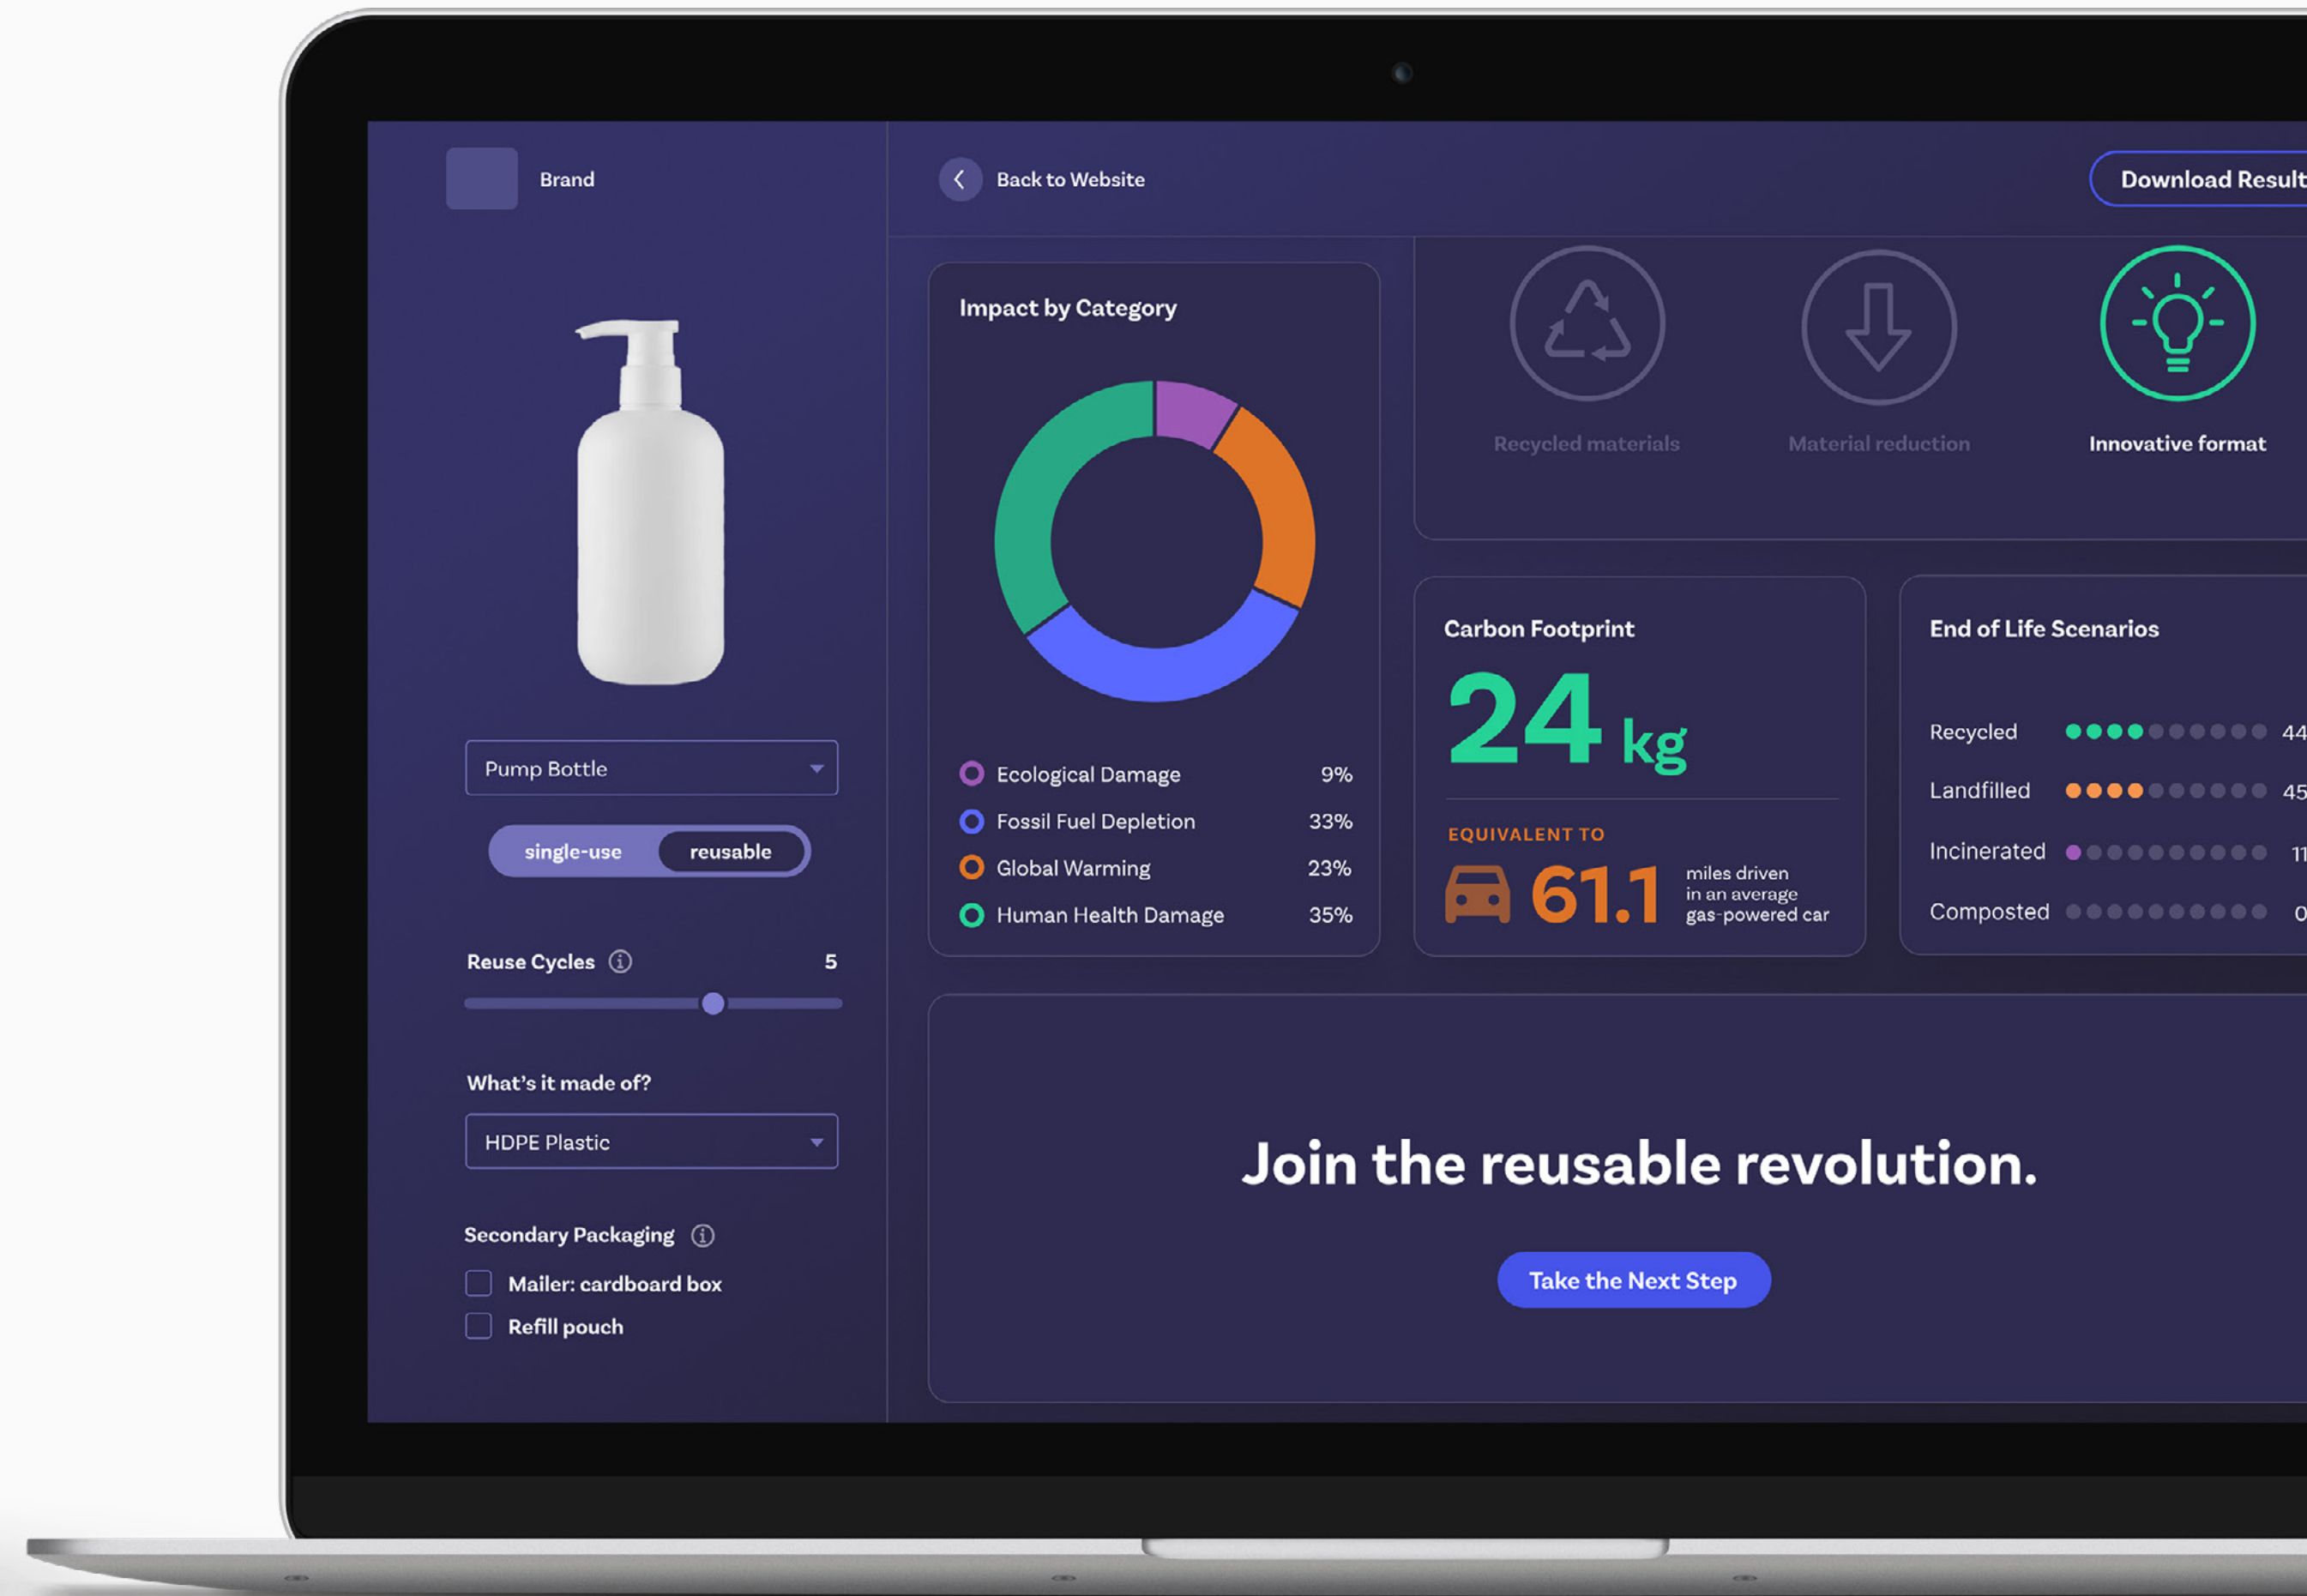 Brand
Back to Website
Download Result
Pump Bottle
single-use
reusable
Reuse Cycles
5
What's it made of?
HDPE Plastic
Secondary Packaging
Mailer: cardboard box
Refill pouch
Impact by Category
Ecological Damage 9%
Fossil Fuel Depletion 33%
Global Warming 23%
Human Health Damage 35%
Recycled materials
Material reduction
Innovative format
Carbon Footprint
24 kg
EQUIVALENT TO
61.1
miles driven
in an average
gas-powered car
End of Life Scenarios
Recycled 44
Landfilled 45
Incinerated 11
Composted 0
Join the reusable revolution.
Take the Next Step